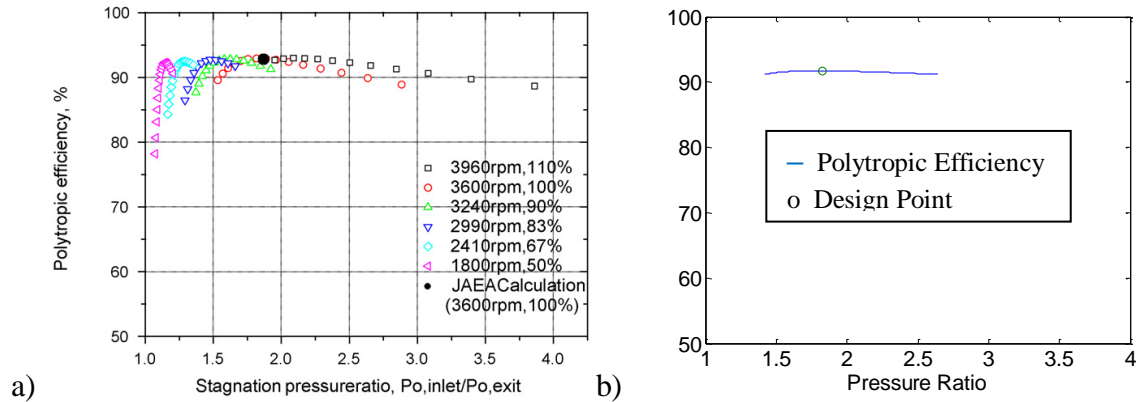 100
90
80
70
60
50
Polytropic efficiency, %
3960rpm,110%
3600rpm,100%
3240rpm,90%
2990rpm,83%
2410rpm,67%
1800rpm,50%
JAEACalculation
(3600rpm,100%)
1.0 1.5 2.0 2.5 3.0 3.5 4.0
Stagnation pressureratio, Po,inlet/Po,exit
a)
100
90
80
70
60
50
Polytropic Efficiency
Design Point
1 1.5 2 2.5 3 3.5 4
Pressure Ratio
b)